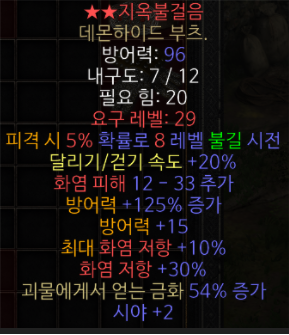 ★★지옥불걸음
데몬하이드 부츠.
방어력: 96
내구도: 7 / 12
필요 힘: 20
요구 레벨: 29
피격 시 5% 확률로 8 레벨 불길 시전
달리기/걷기 속도 +20%
화염 피해 12 - 33 추가
방어력 +125% 증가
방어력 +15
최대 화염 저항 +10%
화염 저항 +30%
괴물에게서 얻는 금화 54% 증가
시야 +2